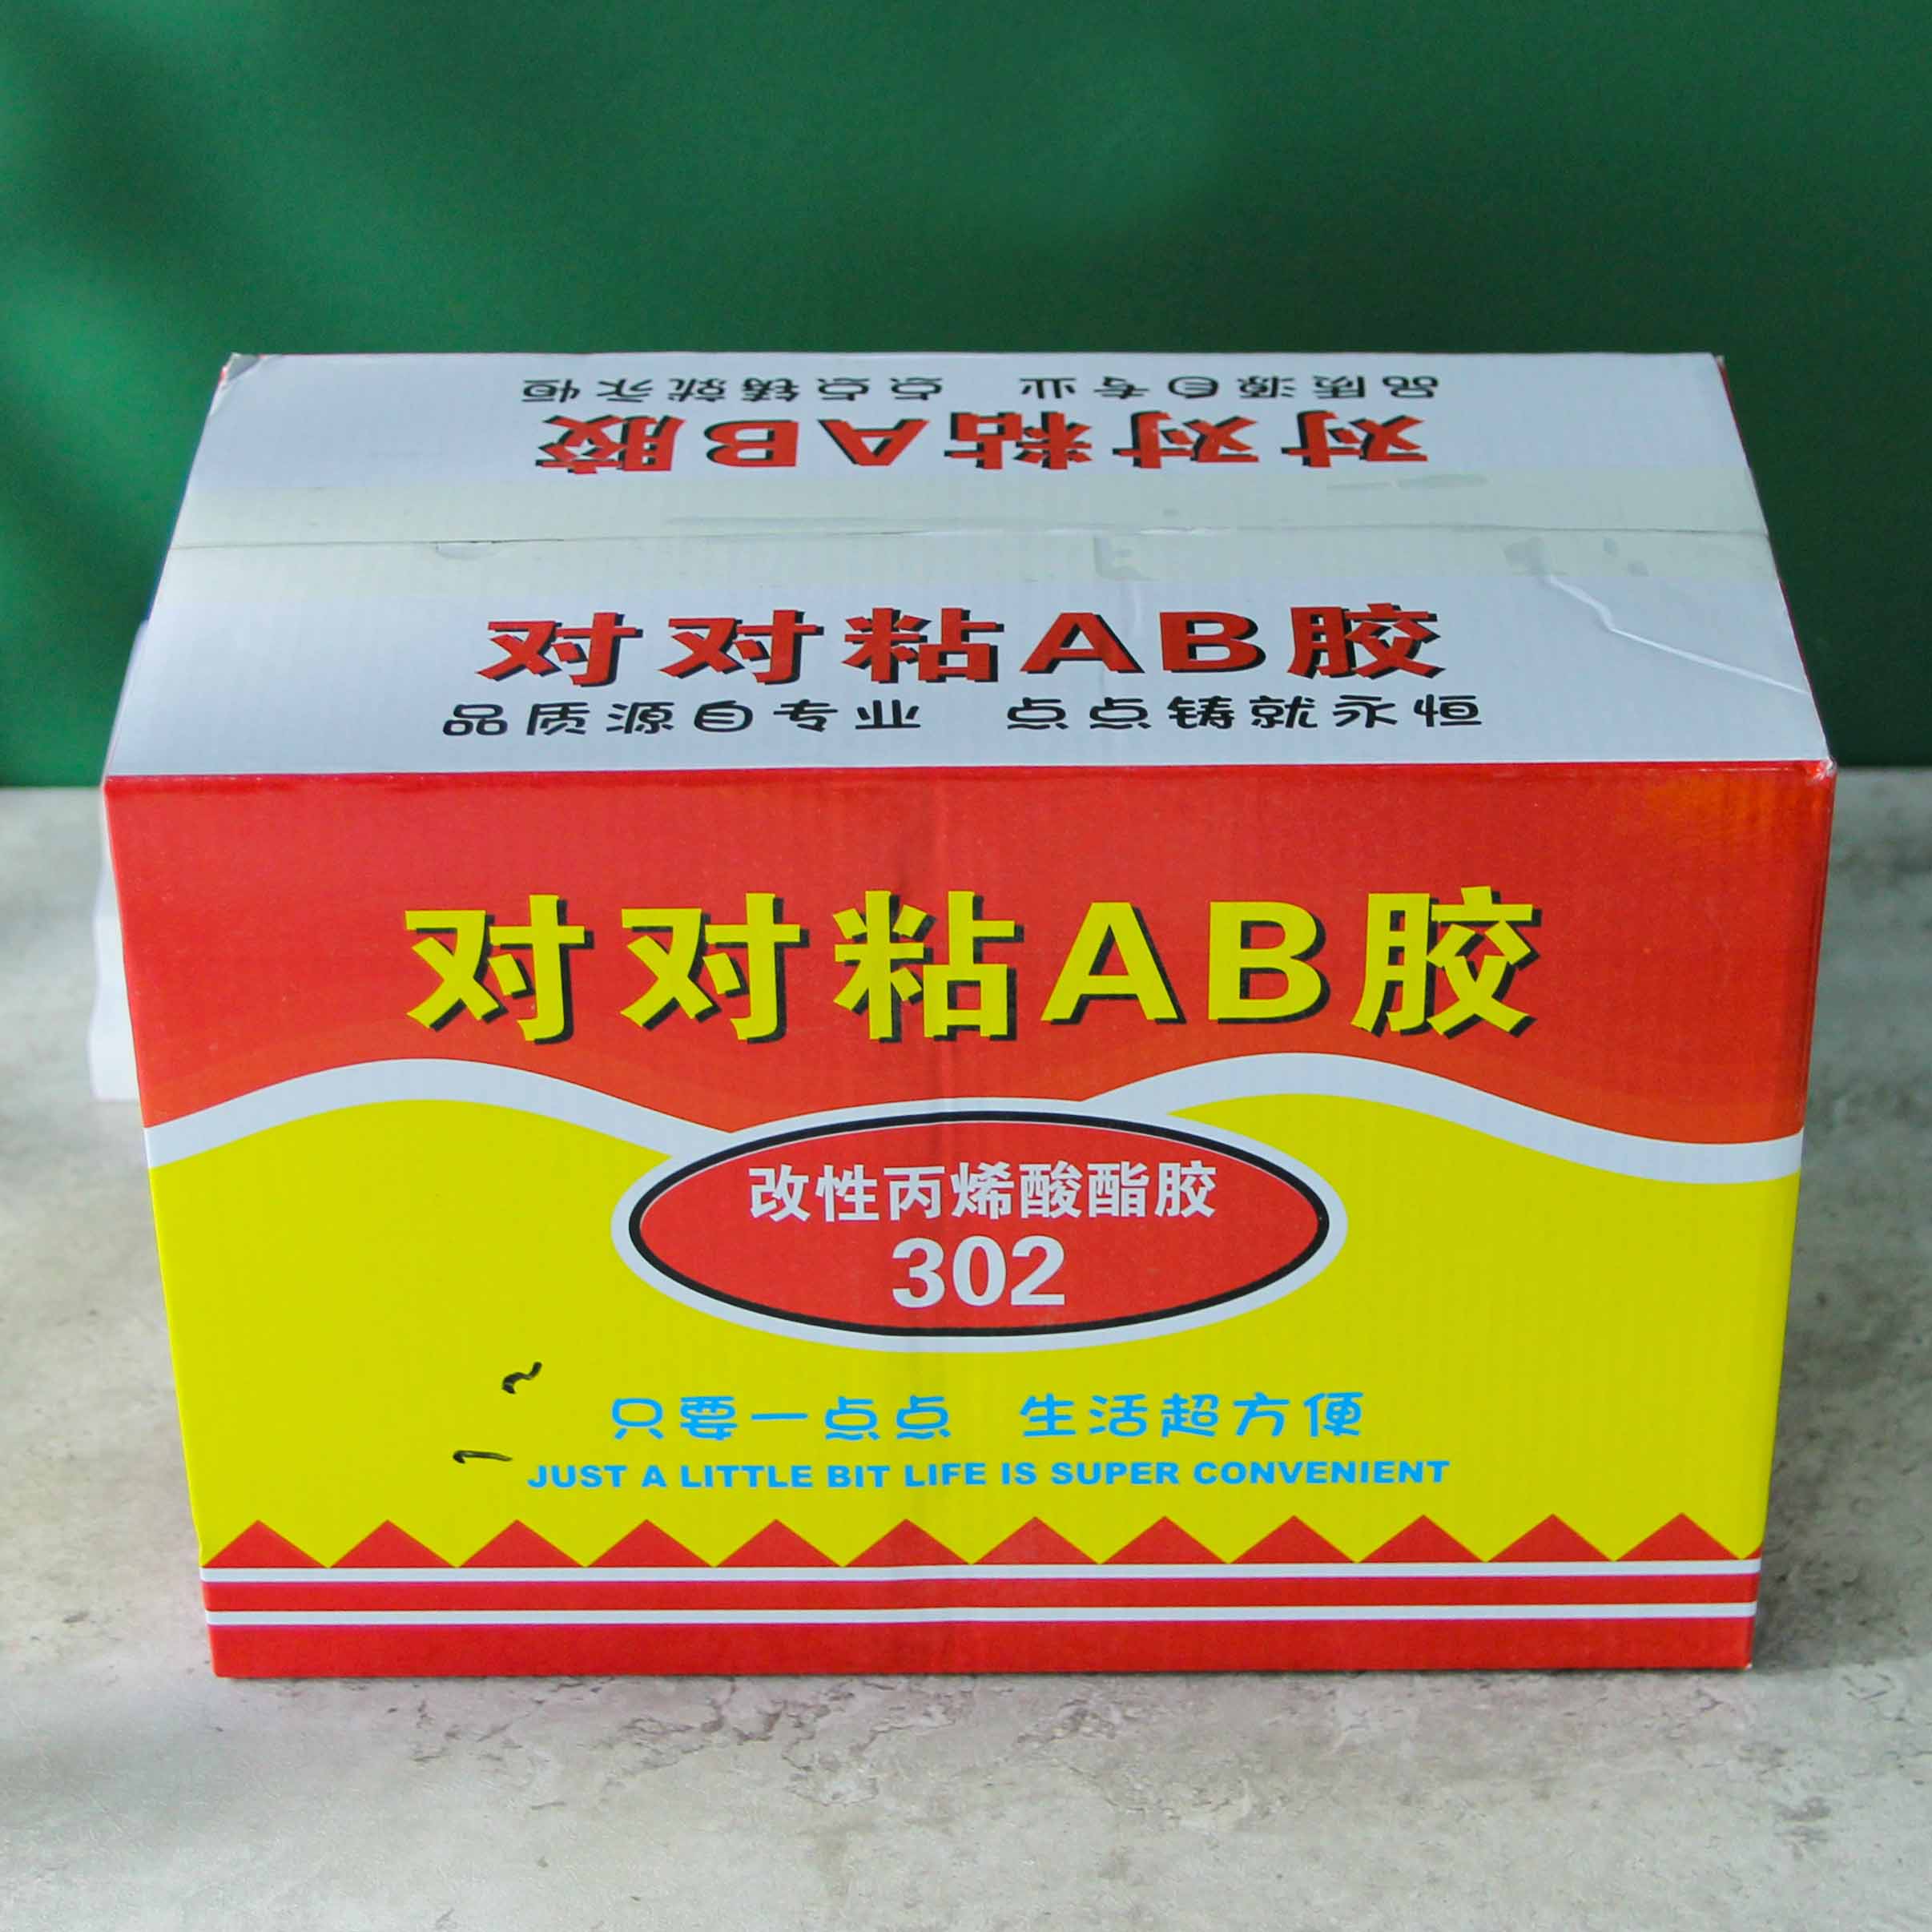 品质源自专业 点点铸就永恒
对对粘AB胶
对对粘AB胶
品质源自专业 点点铸就永恒
对对粘AB胶
改性丙烯酸酯胶
302
只要一点点 生活超方便
JUST A LITTLE BIT LIFE IS SUPER CONVENIENT